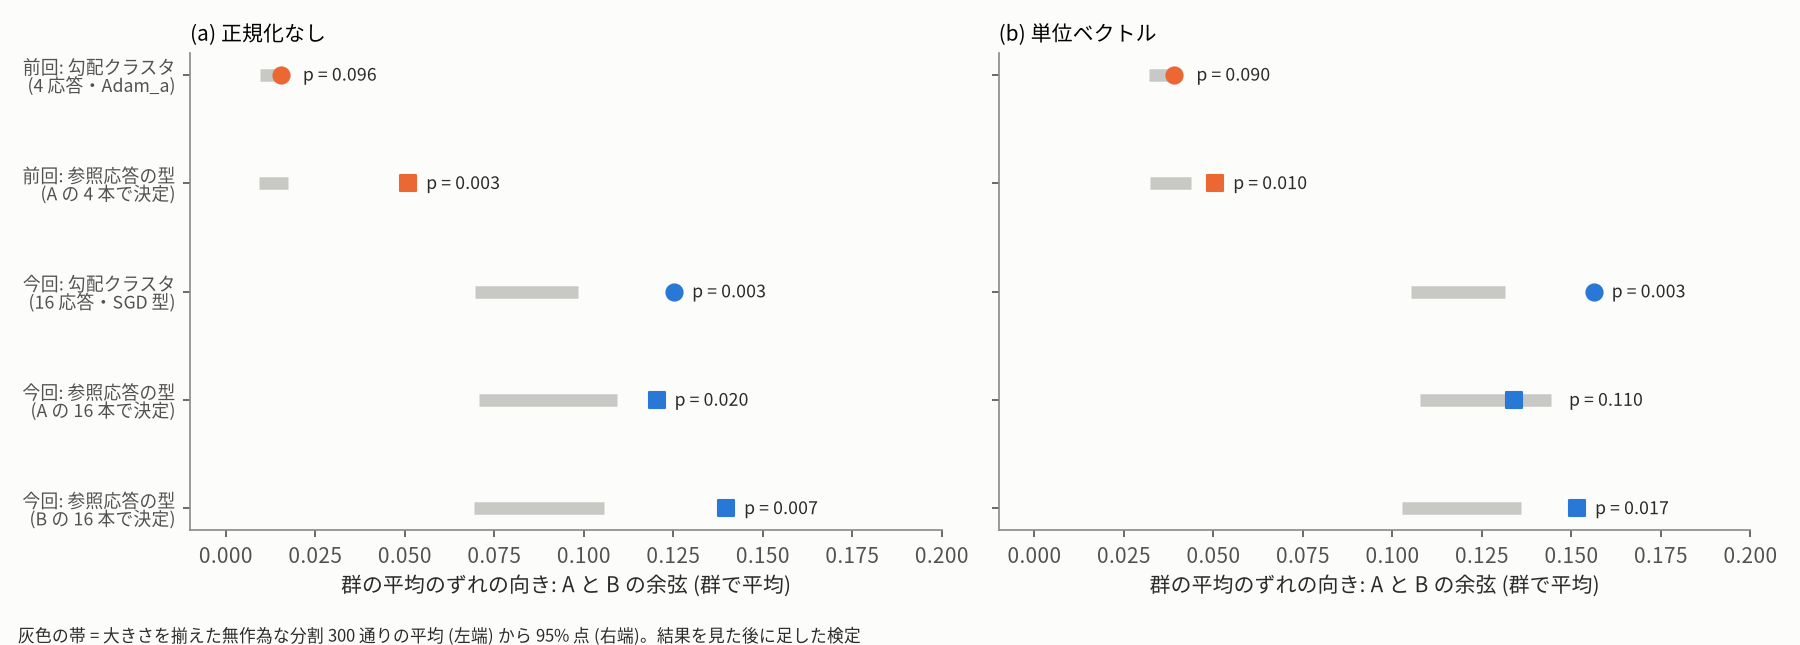 (a) 正規化なし
(b) 単位ベクトル
前回: 勾配クラスタ
(4 応答・Adam_a)
p = 0.096
p = 0.090
前回: 参照応答の型
(A の 4 本で決定)
p = 0.003
p = 0.010
今回: 勾配クラスタ
(16 応答・SGD 型)
p = 0.003
p = 0.003
今回: 参照応答の型
(A の 16 本で決定)
p = 0.020
p = 0.110
今回: 参照応答の型
(B の 16 本で決定)
p = 0.007
p = 0.017
0.000 0.025 0.050 0.075 0.100 0.125 0.150 0.175 0.200
0.000 0.025 0.050 0.075 0.100 0.125 0.150 0.175 0.200
群の平均のずれの向き: A と B の余弦 (群で平均)
群の平均のずれの向き: A と B の余弦 (群で平均)
灰色の帯 = 大きさを揃えた無作為な分割 300 通りの平均 (左端) から 95% 点 (右端)。結果を見た後に足した検定